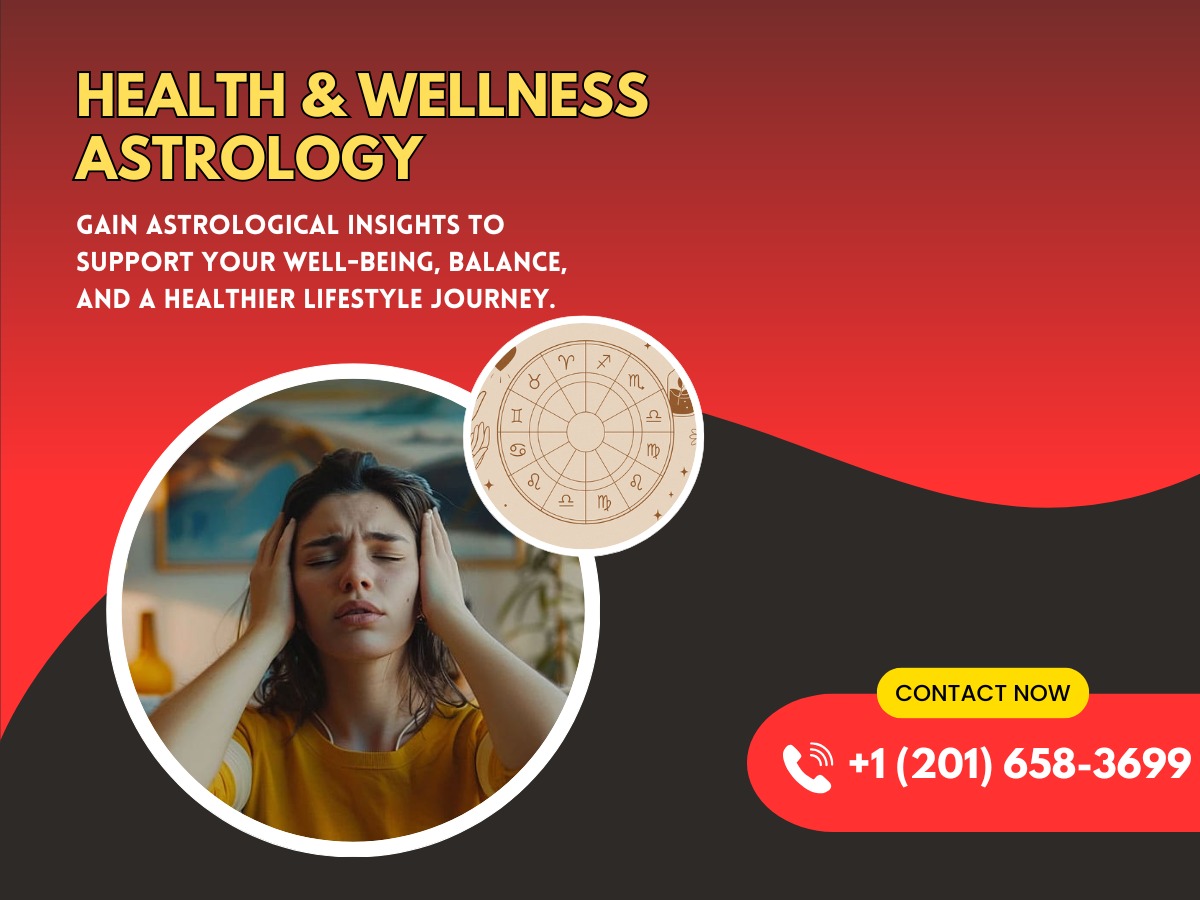 HEALTH & WELLNESS
ASTROLOGY
GAIN ASTROLOGICAL INSIGHTS TO
SUPPORT YOUR WELL-BEING, BALANCE,
AND A HEALTHIER LIFESTYLE JOURNEY.
CONTACT NOW
+1 (201) 658-3699